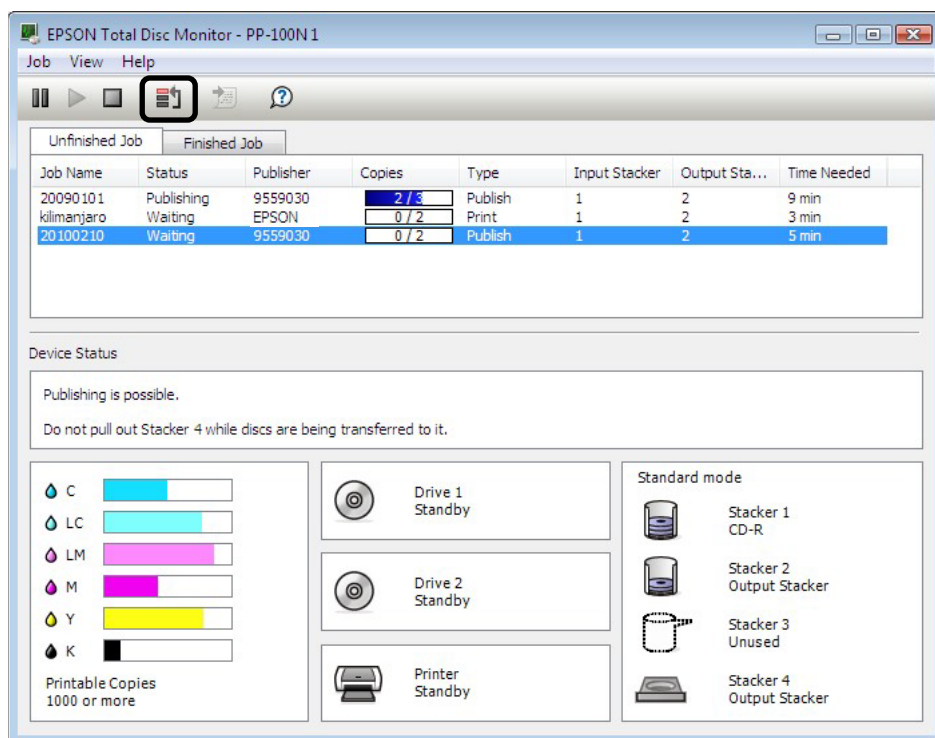 EPSON Total Disc Monitor - PP-100N 1
Job View Help
Unfinished Job Finished Job
Job Name Status Publisher Copies Type Input Stacker Output Sta... Time Needed
20090101 Publishing 9559030 2 / 3 Publish 1 2 9 min
kilimanjaro Waiting EPSON 0 / 2 Print 1 2 3 min
20100210 Waiting 9559030 0 / 2 Publish 1 2 5 min
Device Status
Publishing is possible.
Do not pull out Stacker 4 while discs are being transferred to it.
C
LC
LM
M
Y
K
Printable Copies
1000 or more
Drive 1
Standby
Drive 2
Standby
Printer
Standby
Standard mode
Stacker 1
CD-R
Stacker 2
Output Stacker
Stacker 3
Unused
Stacker 4
Output Stacker